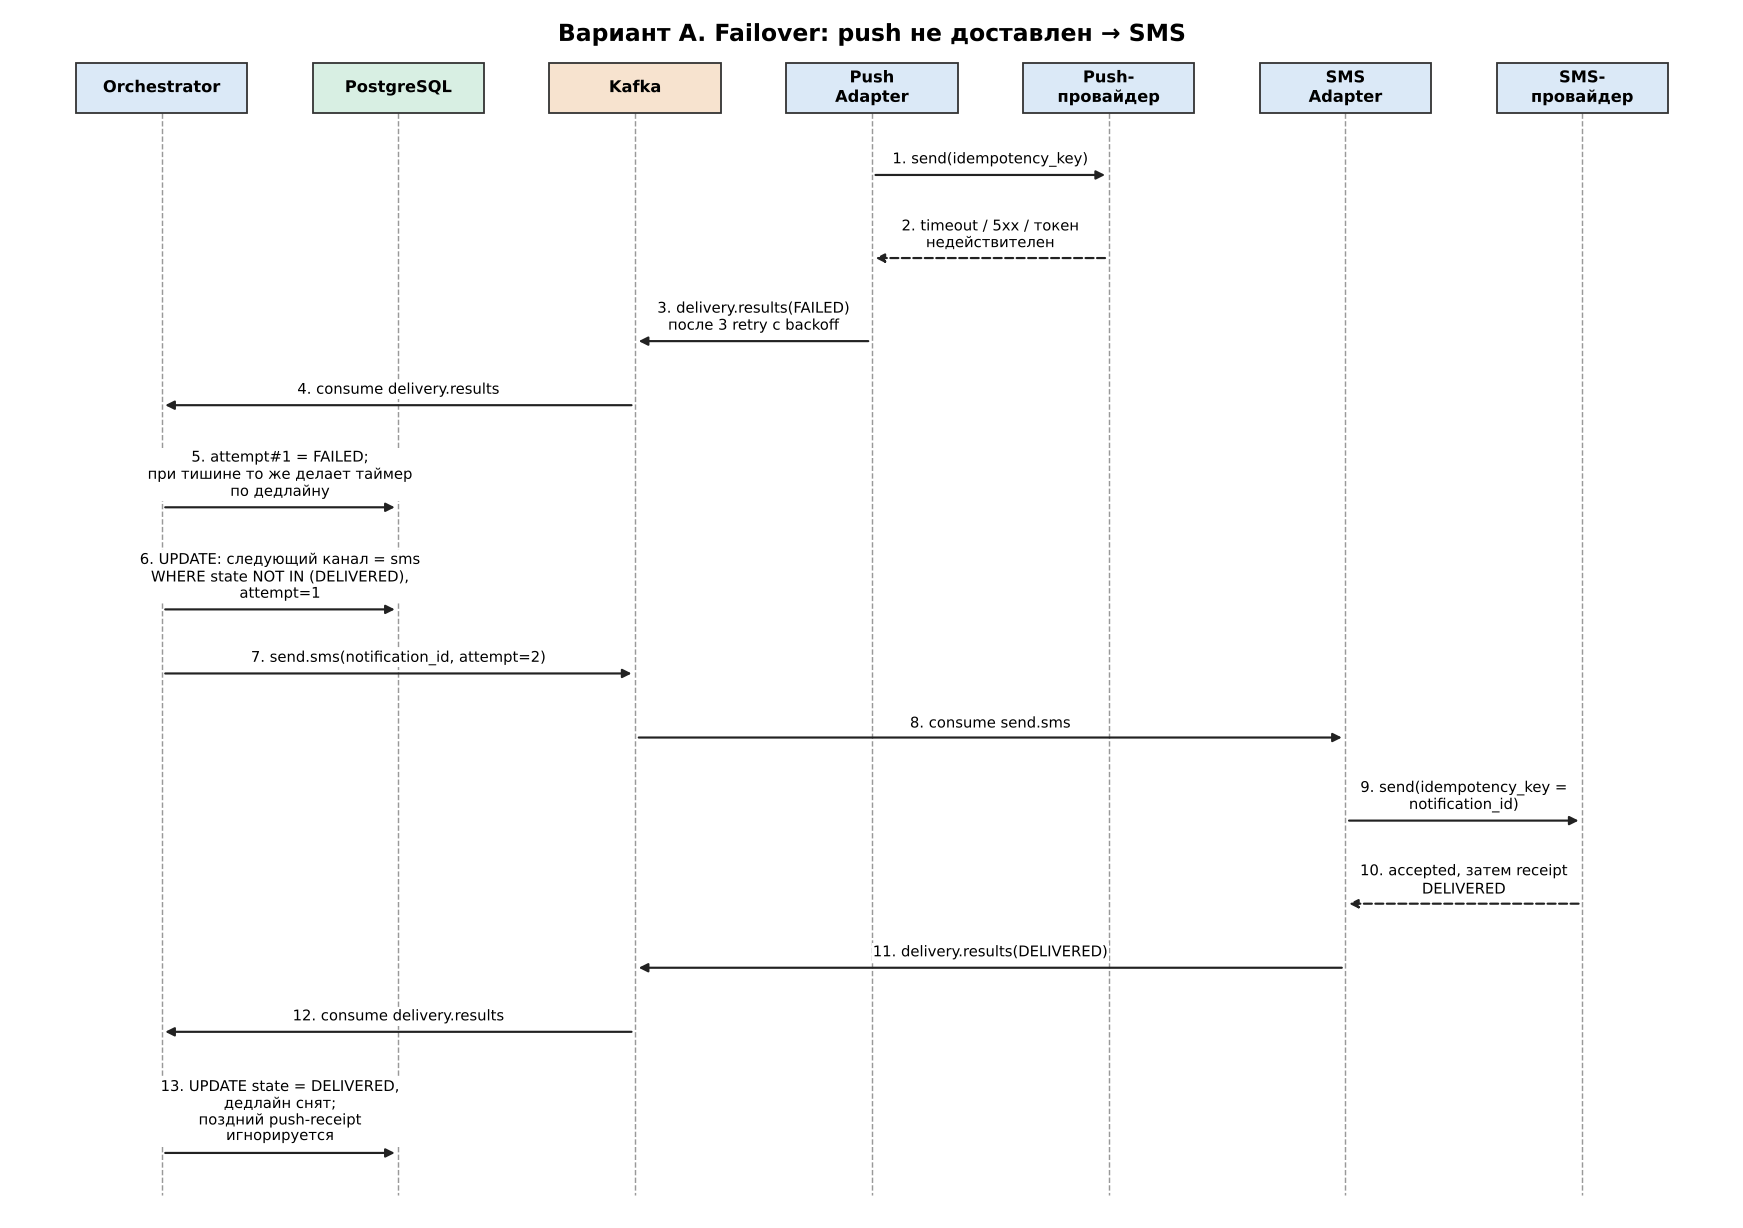 Вариант A. Failover: push не доставлен → SMS
Orchestrator
PostgreSQL
Kafka
Push
Adapter
Push-
провайдер
SMS
Adapter
SMS-
провайдер
1. send(idempotency_key)
2. timeout / 5xx / токен
недействителен
3. delivery.results(FAILED)
после 3 retry с backoff
4. consume delivery.results
5. attempt#1 = FAILED;
при тишине то же делает таймер
по дедлайну
6. UPDATE: следующий канал = sms
WHERE state NOT IN (DELIVERED),
attempt=1
7. send.sms(notification_id, attempt=2)
8. consume send.sms
9. send(idempotency_key =
notification_id)
10. accepted, затем receipt
DELIVERED
11. delivery.results(DELIVERED)
12. consume delivery.results
13. UPDATE state = DELIVERED,
дедлайн снят;
поздний push-receipt
игнорируется